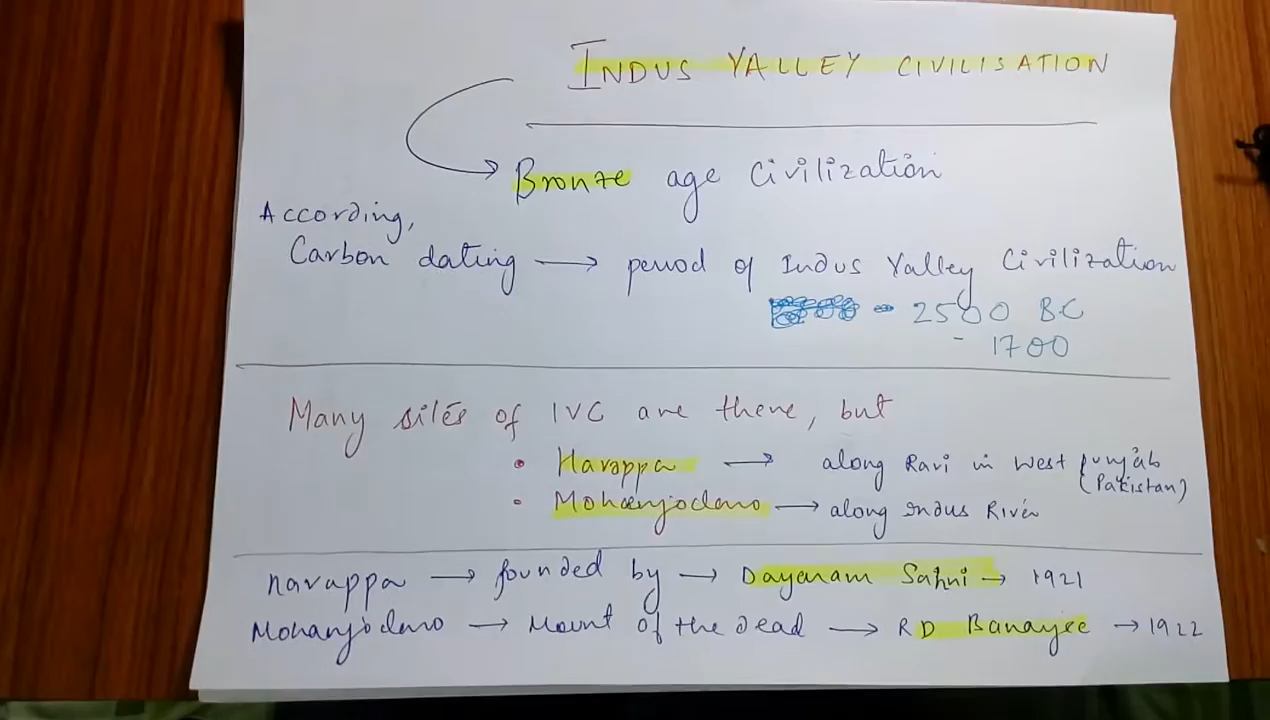 INDUS VALLEY CIVILISATION
→ Bronze age Civilization
According,
Carbon dating → period of Indus Valley Civilization
- 2500 BC
- 1700
Many sites of IVC are there, but
• Harappa → along Ravi in West Punjab
(Pakistan)
• Mohenjodaro → along Indus River
Harappa → founded by → Dayaram Sahni → 1921
Mohanjodaro → Mount of the dead → RD Banarjee → 1922